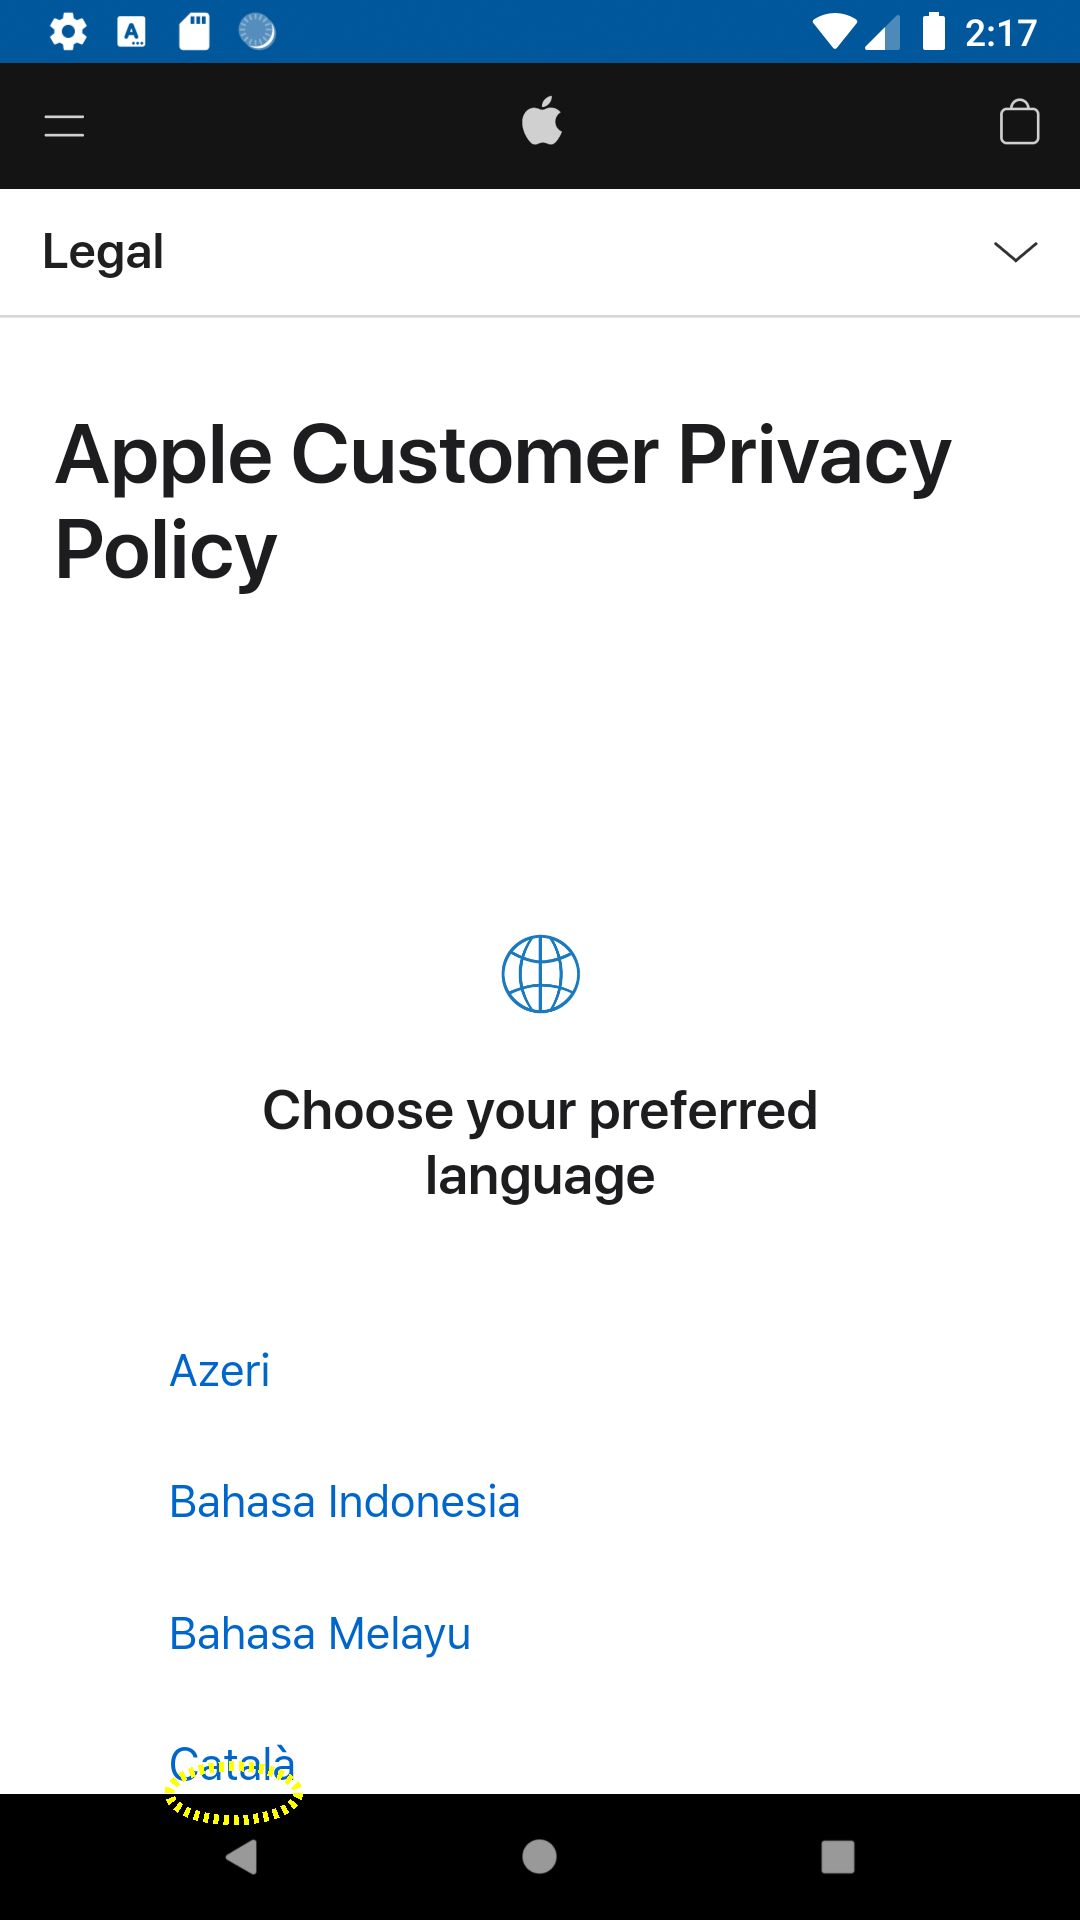 2:17
Legal
Apple Customer Privacy
Policy
Choose your preferred
language
Azeri
Bahasa Indonesia
Bahasa Melayu
Català